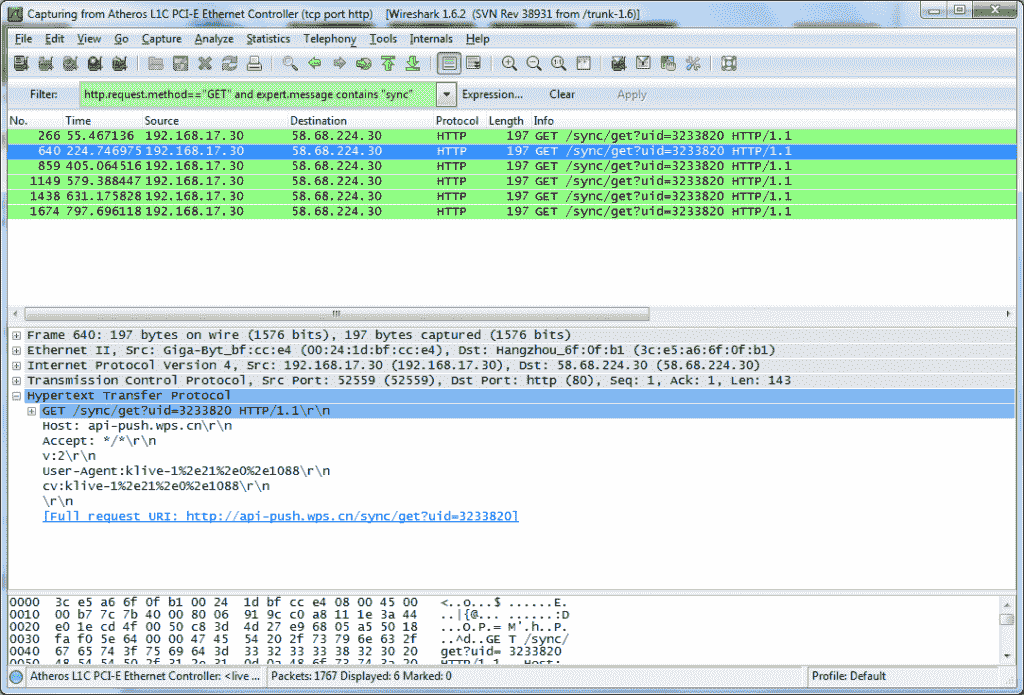 Capturing from Atheros L1C PCI-E Ethernet Controller (tcp port http) [Wireshark 1.6.2 (SVN Rev 38931 from /trunk-1.6)]
File Edit View Go Capture Analyze Statistics Telephony Tools Internals Help
Filter: http.request.method=="GET" and expert.message contains "sync" Expression... Clear Apply
No. Time Source Destination Protocol Length Info
266 55.467136 192.168.17.30 58.68.224.30 HTTP 197 GET /sync/get?uid=3233820 HTTP/1.1
640 224.746975 192.168.17.30 58.68.224.30 HTTP 197 GET /sync/get?uid=3233820 HTTP/1.1
859 405.064516 192.168.17.30 58.68.224.30 HTTP 197 GET /sync/get?uid=3233820 HTTP/1.1
1149 579.388447 192.168.17.30 58.68.224.30 HTTP 197 GET /sync/get?uid=3233820 HTTP/1.1
1438 631.175828 192.168.17.30 58.68.224.30 HTTP 197 GET /sync/get?uid=3233820 HTTP/1.1
1674 797.696118 192.168.17.30 58.68.224.30 HTTP 197 GET /sync/get?uid=3233820 HTTP/1.1
Frame 640: 197 bytes on wire (1576 bits), 197 bytes captured (1576 bits)
Ethernet II, Src: Giga-Byt_bf:cc:e4 (00:24:1d:bf:cc:e4), Dst: Hangzhou_6f:0f:b1 (3c:e5:a6:6f:0f:b1)
Internet Protocol Version 4, Src: 192.168.17.30 (192.168.17.30), Dst: 58.68.224.30 (58.68.224.30)
Transmission Control Protocol, Src Port: 52559 (52559), Dst Port: http (80), Seq: 1, Ack: 1, Len: 143
Hypertext Transfer Protocol
GET /sync/get?uid=3233820 HTTP/1.1\r\n
Host: api-push.wps.cn\r\n
Accept: */*\r\n
v:2\r\n
User-Agent:klive-1%2e21%2e0%2e1088\r\n
cv:klive-1%2e21%2e0%2e1088\r\n
\r\n
[Full request URI: http://api-push.wps.cn/sync/get?uid=3233820]
0000 3c e5 a6 6f 0f b1 00 24 1d bf cc e4 08 00 45 00 <..o...$ ......E.
0010 00 b7 7c 7b 40 00 80 06 91 9c c0 a8 11 1e 3a 44 ..|{@... ......:D
0020 e0 1e cd 4f 00 50 c8 3d 4d 27 e9 68 05 a5 50 18 ...O.P.= M'.h..P.
0030 fa f0 5e 64 00 00 47 45 54 20 2f 73 79 6e 63 2f ..^d..GE T /sync/
0040 67 65 74 3f 75 69 64 3d 33 32 33 33 38 32 30 20 get?uid= 3233820
0050 48 54 54 50 2f 31 2e 31 0d 0a 48 6f 73 74 3a 20 HTTP/1.1 ..Host:
Atheros L1C PCI-E Ethernet Controller: <live ... Packets: 1767 Displayed: 6 Marked: 0 Profile: Default